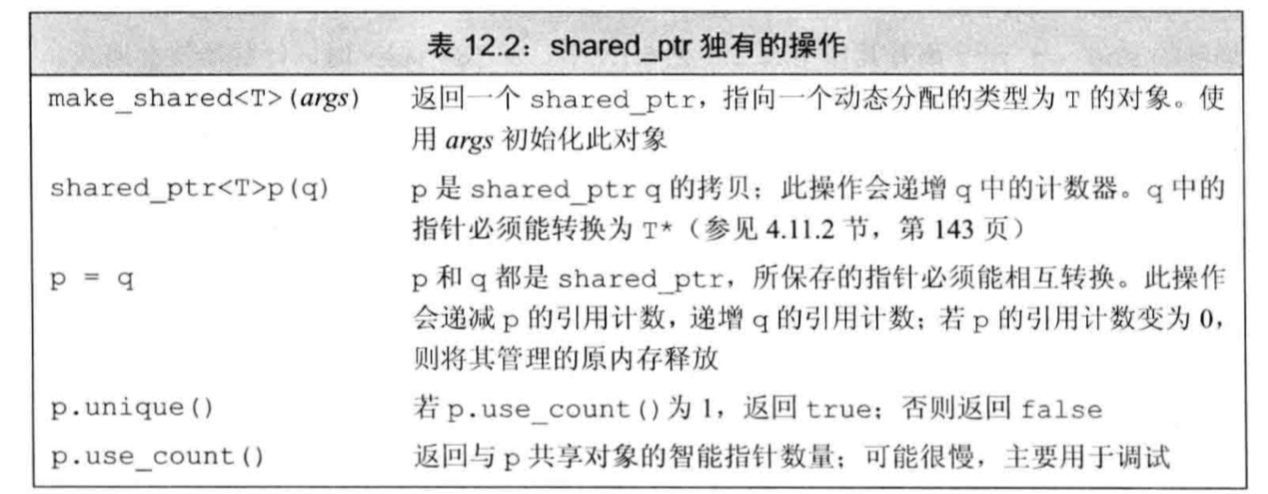 表 12.2：shared_ptr 独有的操作
make_shared<T>(args) 返回一个 shared_ptr，指向一个动态分配的类型为 T 的对象。使
用 args 初始化此对象
shared_ptr<T>p(q) p 是 shared_ptr q 的拷贝；此操作会递增 q 中的计数器。q 中的
指针必须能转换为 T*（参见 4.11.2 节，第 143 页）
p = q p 和 q 都是 shared_ptr，所保存的指针必须能相互转换。此操作
会递减 p 的引用计数，递增 q 的引用计数；若 p 的引用计数变为 0，
则将其管理的原内存释放
p.unique() 若 p.use_count()为 1，返回 true；否则返回 false
p.use_count() 返回与 p 共享对象的智能指针数量；可能很慢，主要用于调试